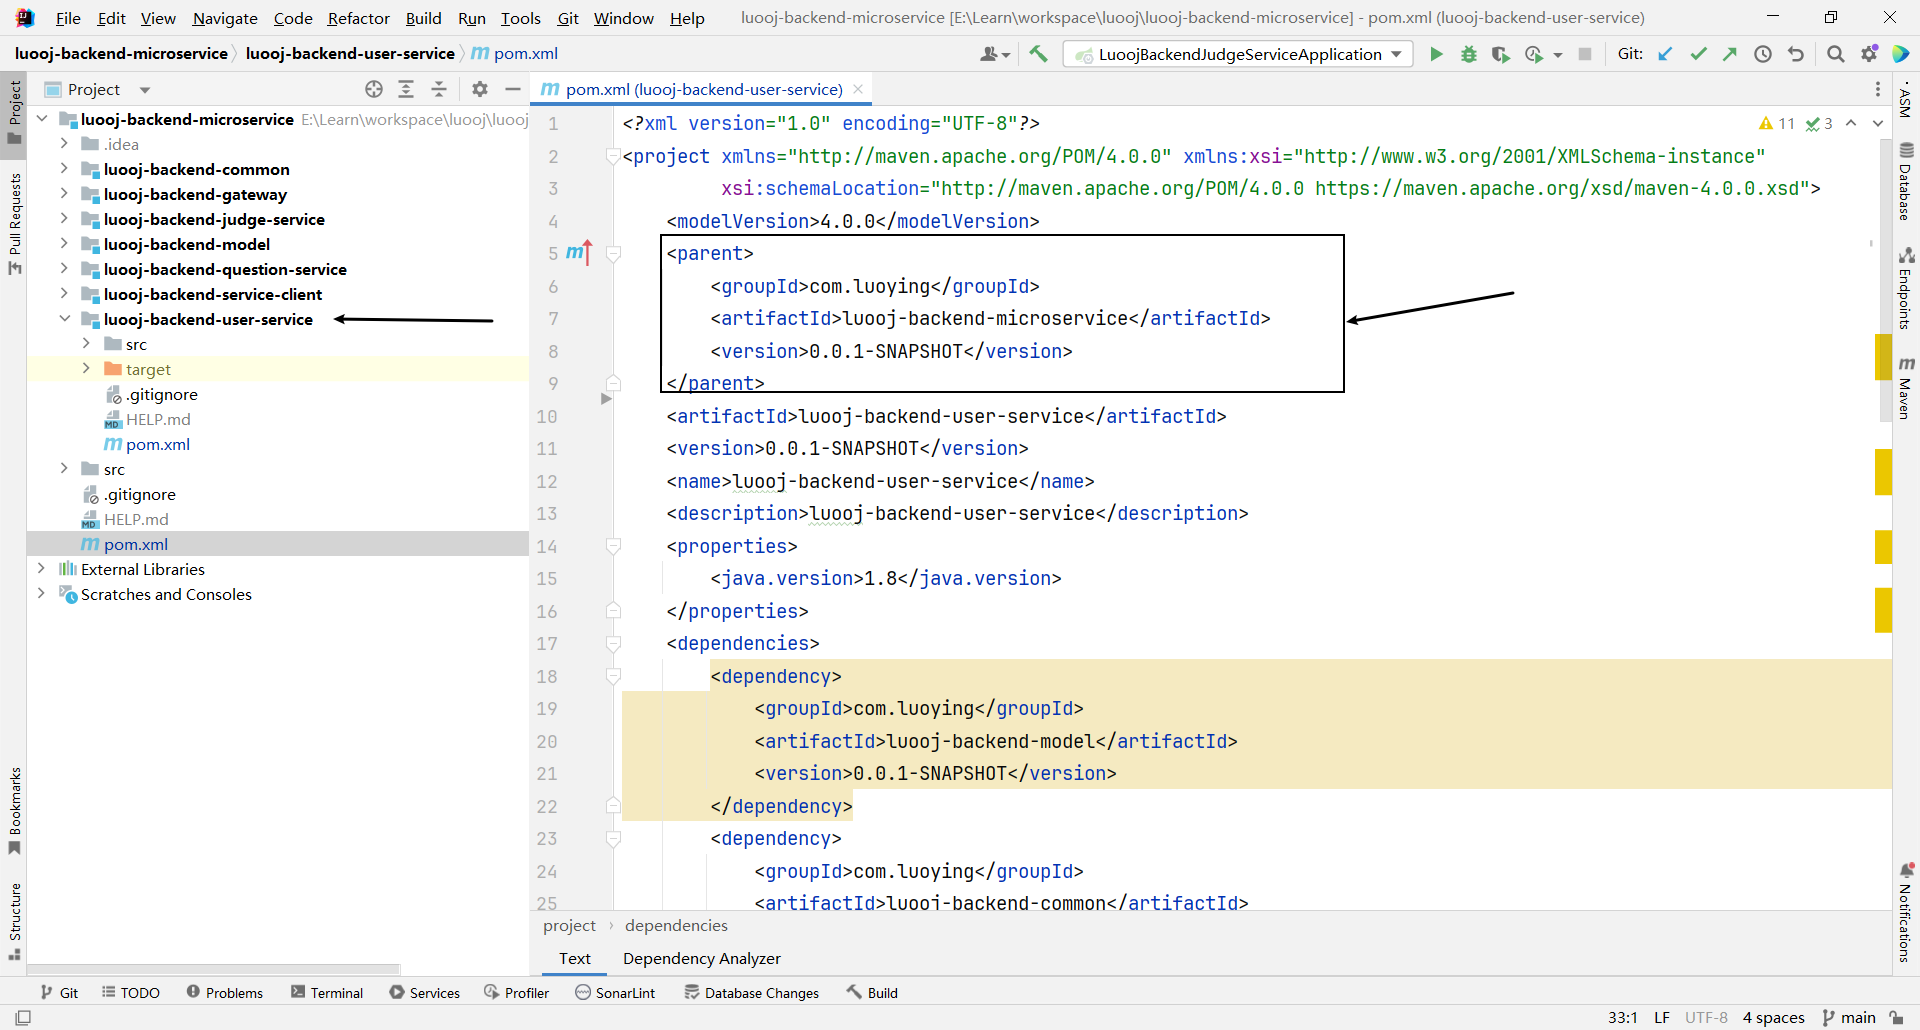 File Edit View Navigate Code Refactor Build Run Tools Git Window Help luooj-backend-microservice [E:\Learn\workspace\luooj\luooj-backend-microservice] - pom.xml (luooj-backend-user-service)
luooj-backend-microservice luooj-backend-user-service m pom.xml LuoojBackendJudgeServiceApplication Git:
Project
pom.xml (luooj-backend-user-service)
luooj-backend-microservice E:\Learn\workspace\luooj\luooj
.idea
luooj-backend-common
luooj-backend-gateway
luooj-backend-judge-service
luooj-backend-model
luooj-backend-question-service
luooj-backend-service-client
luooj-backend-user-service
src
target
.gitignore
HELP.md
pom.xml
src
.gitignore
HELP.md
pom.xml
External Libraries
Scratches and Consoles
11 3
1 <?xml version="1.0" encoding="UTF-8"?>
2 <project xmlns="http://maven.apache.org/POM/4.0.0" xmlns:xsi="http://www.w3.org/2001/XMLSchema-instance"
3 xsi:schemaLocation="http://maven.apache.org/POM/4.0.0 https://maven.apache.org/xsd/maven-4.0.0.xsd">
4 <modelVersion>4.0.0</modelVersion>
5 <parent>
6 <groupId>com.luoying</groupId>
7 <artifactId>luooj-backend-microservice</artifactId>
8 <version>0.0.1-SNAPSHOT</version>
9 </parent>
10 <artifactId>luooj-backend-user-service</artifactId>
11 <version>0.0.1-SNAPSHOT</version>
12 <name>luooj-backend-user-service</name>
13 <description>luooj-backend-user-service</description>
14 <properties>
15 <java.version>1.8</java.version>
16 </properties>
17 <dependencies>
18 <dependency>
19 <groupId>com.luoying</groupId>
20 <artifactId>luooj-backend-model</artifactId>
21 <version>0.0.1-SNAPSHOT</version>
22 </dependency>
23 <dependency>
24 <groupId>com.luoying</groupId>
25 <artifactId>luooj-backend-common</artifactId>
project › dependencies
Text Dependency Analyzer
Project
Pull Requests
Bookmarks
Structure
ASM
Database
Endpoints
Maven
Notifications
Git TODO Problems Terminal Services Profiler SonarLint Database Changes Build
33:1 LF UTF-8 4 spaces main